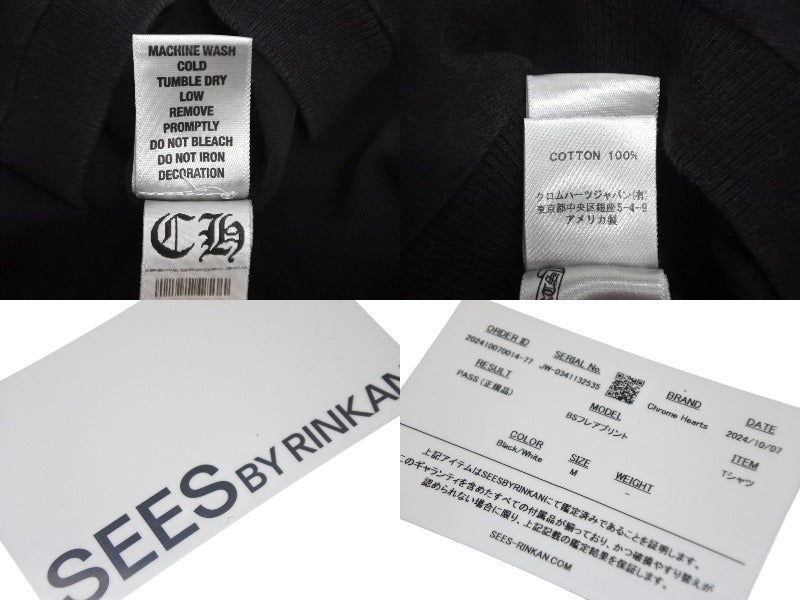 MACHINE WASH
COLD
TUMBLE DRY
LOW
REMOVE
PROMPTLY
DO NOT BLEACH
DO NOT IRON
DECORATION
CH
COTTON 100%
クロムハーツジャパン(有)
東京都中央区銀座5-4-9
アメリカ製
SEES BY RINKAN
ORDER ID
202410070014-77
SERIAL No.
JW-0341132535
BRAND
Chrome Hearts
DATE
2024/10/07
RESULT
PASS (正規品)
MODEL
BSフレアプリント
ITEM
Tシャツ
COLOR
Black/White
SIZE
M
WEIGHT
-
上記アイテムはSEESBYRINKANにて鑑定済みであることを証明します。
このギャランティを含めたすべての付属品が揃っており、かつ破損やすり替えが
認められない場合に限り、上記記載の鑑定結果を保証します。
SEES-RINKAN.COM